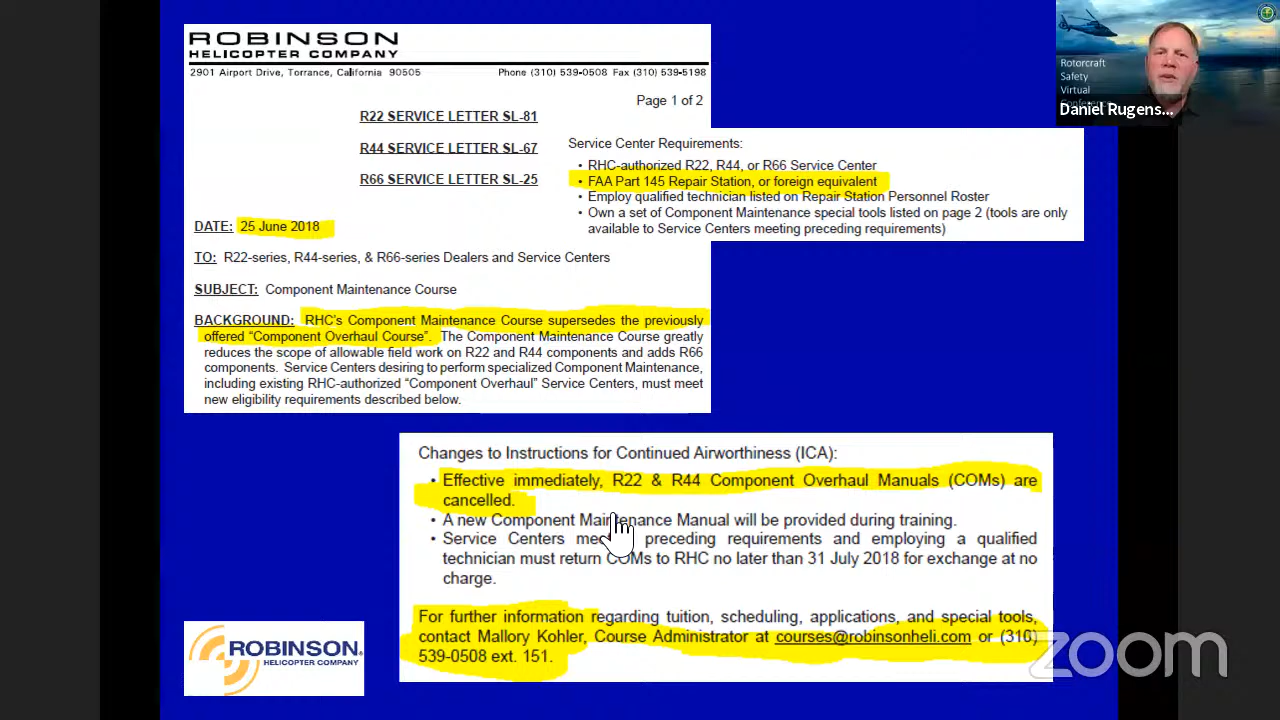 ROBINSON
HELICOPTER COMPANY
2901 Airport Drive, Torrance, California 90505 Phone (310) 539-0508 Fax (310) 539-5198
Page 1 of 2
R22 SERVICE LETTER SL-81
R44 SERVICE LETTER SL-67
R66 SERVICE LETTER SL-25
DATE: 25 June 2018
TO: R22-series, R44-series, & R66-series Dealers and Service Centers
SUBJECT: Component Maintenance Course
BACKGROUND: RHC's Component Maintenance Course supersedes the previously
offered "Component Overhaul Course". The Component Maintenance Course greatly
reduces the scope of allowable field work on R22 and R44 components and adds R66
components. Service Centers desiring to perform specialized Component Maintenance,
including existing RHC-authorized "Component Overhaul" Service Centers, must meet
new eligibility requirements described below.
Service Center Requirements:
• RHC-authorized R22, R44, or R66 Service Center
• FAA Part 145 Repair Station, or foreign equivalent
• Employ qualified technician listed on Repair Station Personnel Roster
• Own a set of Component Maintenance special tools listed on page 2 (tools are only
available to Service Centers meeting preceding requirements)
Changes to Instructions for Continued Airworthiness (ICA):
• Effective immediately, R22 & R44 Component Overhaul Manuals (COMs) are
cancelled.
• A new Component Maintenance Manual will be provided during training.
• Service Centers preceding requirements and employing a qualified
technician must return COMs to RHC no later than 31 July 2018 for exchange at no
charge.
For further information regarding tuition, scheduling, applications, and special tools,
contact Mallory Kohler, Course Administrator at courses@robinsonheli.com or (310)
539-0508 ext. 151.
ROBINSON
HELICOPTER COMPANY
Rotorcraft
Safety
Virtual
Daniel Rugens...
zoom